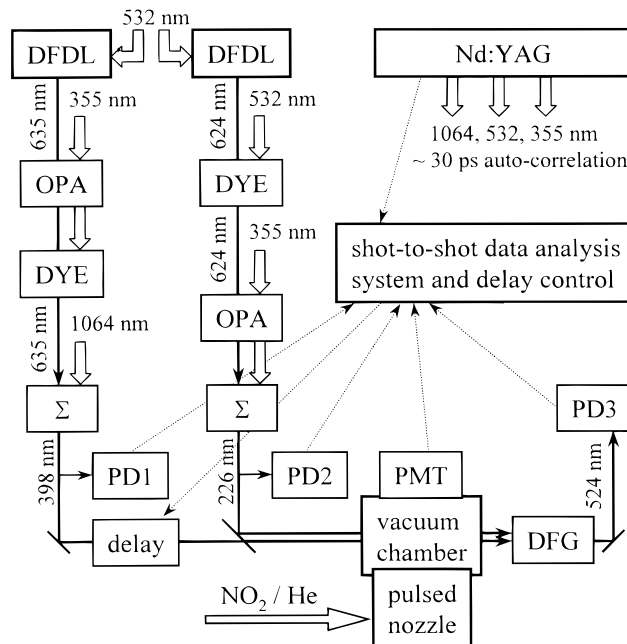 532 nm
DFDL
DFDL
Nd:YAG
635 nm
355 nm
624 nm
532 nm
1064, 532, 355 nm
~ 30 ps auto-correlation
OPA
DYE
DYE
624 nm
355 nm
shot-to-shot data analysis
system and delay control
635 nm
1064 nm
OPA
Σ
Σ
PD3
398 nm
PD1
226 nm
PD2
PMT
524 nm
delay
vacuum
chamber
DFG
NO₂ / He
pulsed
nozzle